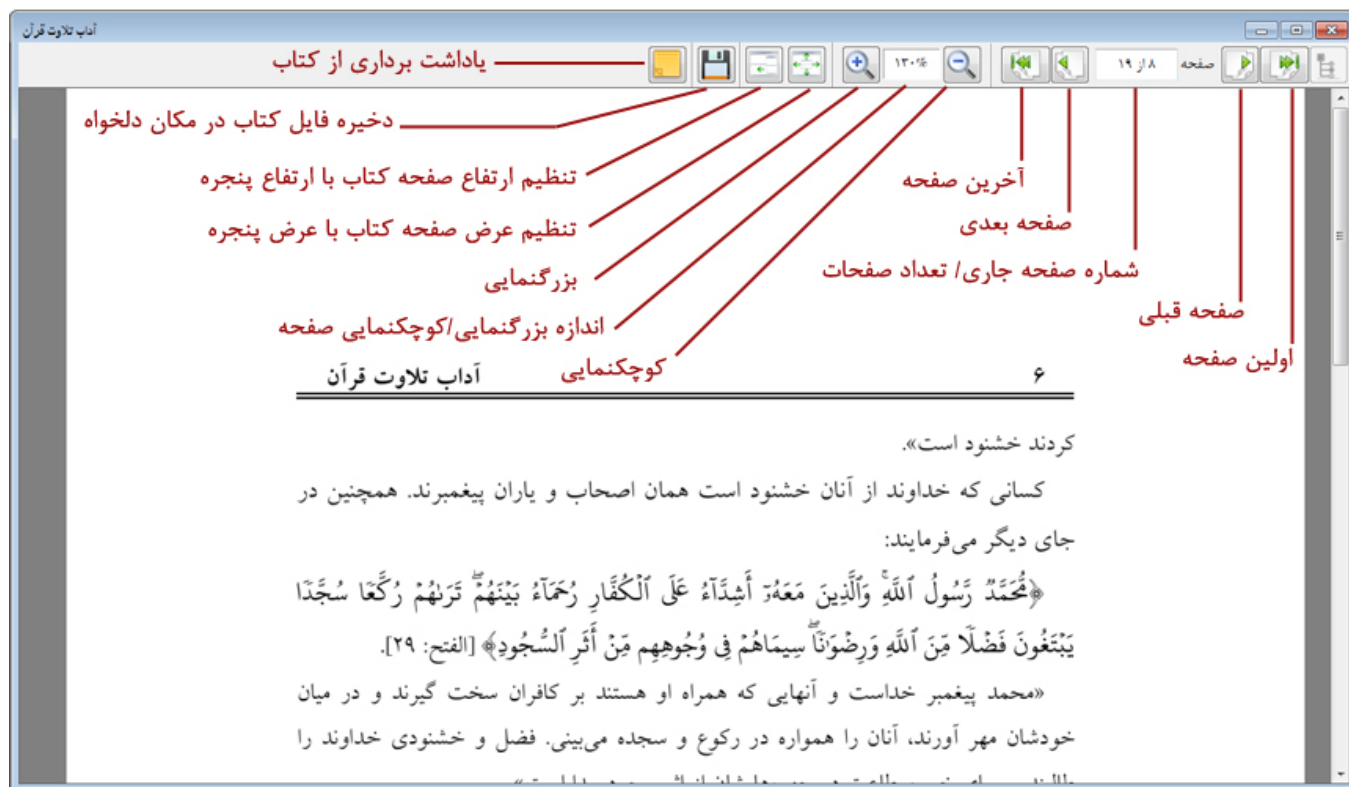 آداب تلاوت قرآن
صفحه ۸ از ۱۹
۱۳۰%
یاداشت برداری از کتاب
دخیره فایل کتاب در مکان دلخواه
تنظیم ارتفاع صفحه کتاب با ارتفاع پنجره
تنظیم عرض صفحه کتاب با عرض پنجره
بزرگنمایی
اندازه بزرگنمایی/کوچکنمایی صفحه
کوچکنمایی
آخرین صفحه
صفحه بعدی
شماره صفحه جاری/ تعداد صفحات
صفحه قبلی
اولین صفحه
۶ آداب تلاوت قرآن
کردند خشنود است».
کسانی که خداوند از آنان خشنود است همان اصحاب و یاران پیغمبرند. همچنین در
جای دیگر می‌فرمایند:
﴿مُّحَمَّدٞ رَّسُولُ ٱللَّهِۚ وَٱلَّذِينَ مَعَهُۥٓ أَشِدَّآءُ عَلَى ٱلۡكُفَّارِ رُحَمَآءُ بَيۡنَهُمۡۖ تَرَىٰهُمۡ رُكَّعٗا سُجَّدٗا
يَبۡتَغُونَ فَضۡلٗا مِّنَ ٱللَّهِ وَرِضۡوَٰنٗاۖ سِيمَاهُمۡ فِي وُجُوهِهِم مِّنۡ أَثَرِ ٱلسُّجُودِ﴾ [الفتح: ۲۹].
«محمد پیغمبر خداست و آنهایی که همراه او هستند بر کافران سخت گیرند و در میان
خودشان مهر آورند، آنان را همواره در رکوع و سجده می‌بینی. فضل و خشنودی خداوند را